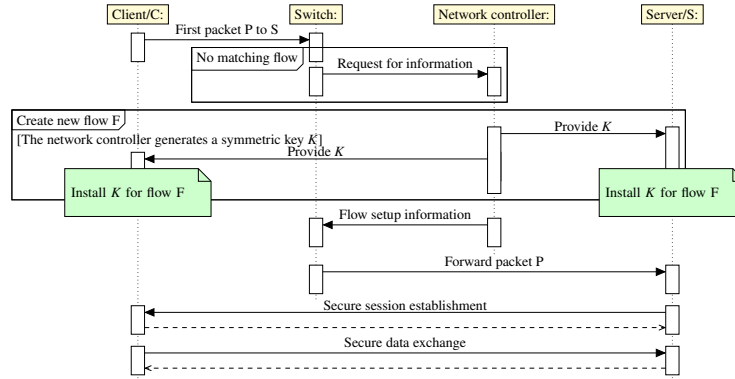 Client/C:
Switch:
Network controller:
Server/S:
First packet P to S
No matching flow
Request for information
Create new flow F
[The network controller generates a symmetric key K]
Provide K
Provide K
Install K for flow F
Install K for flow F
Flow setup information
Forward packet P
Secure session establishment
Secure data exchange